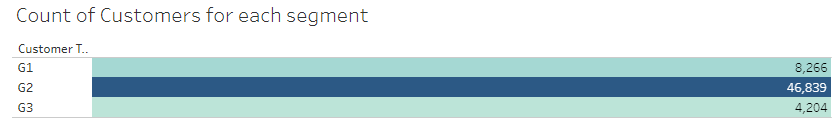 Count of Customers for each segment
Customer T..
G1 8,266
G2 46,839
G3 4,204